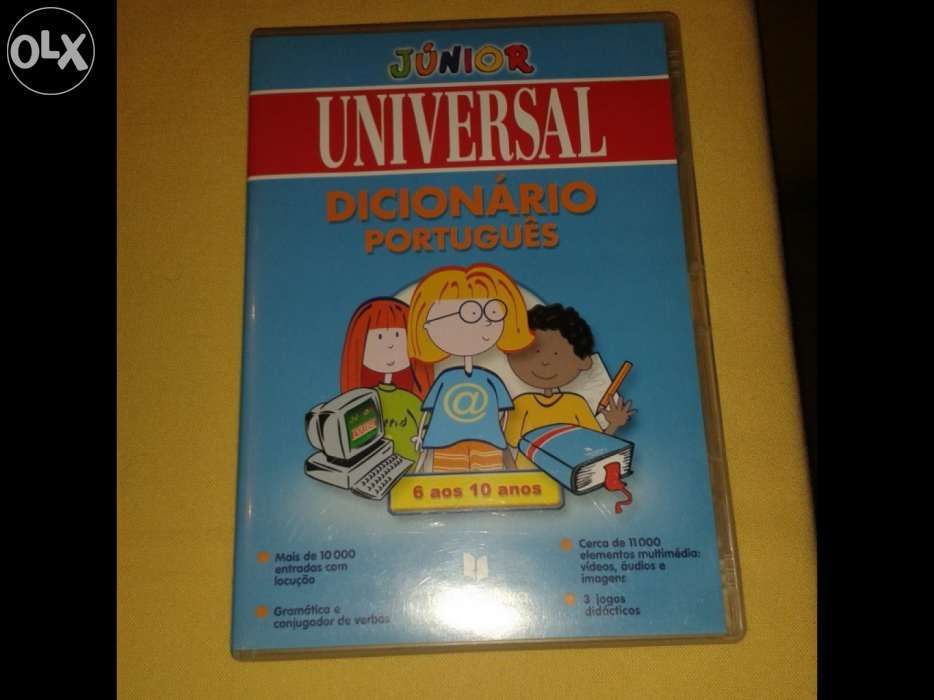 OLX
JÚNIOR
UNIVERSAL
DICIONÁRIO
PORTUGUÊS
@
6 aos 10 anos
Mais de 10 000
entradas com
locução
Gramática e
conjugador de verbos
Cerca de 11 000
elementos multimédia:
vídeos, áudios e
imagens
3 jogos
didácticos